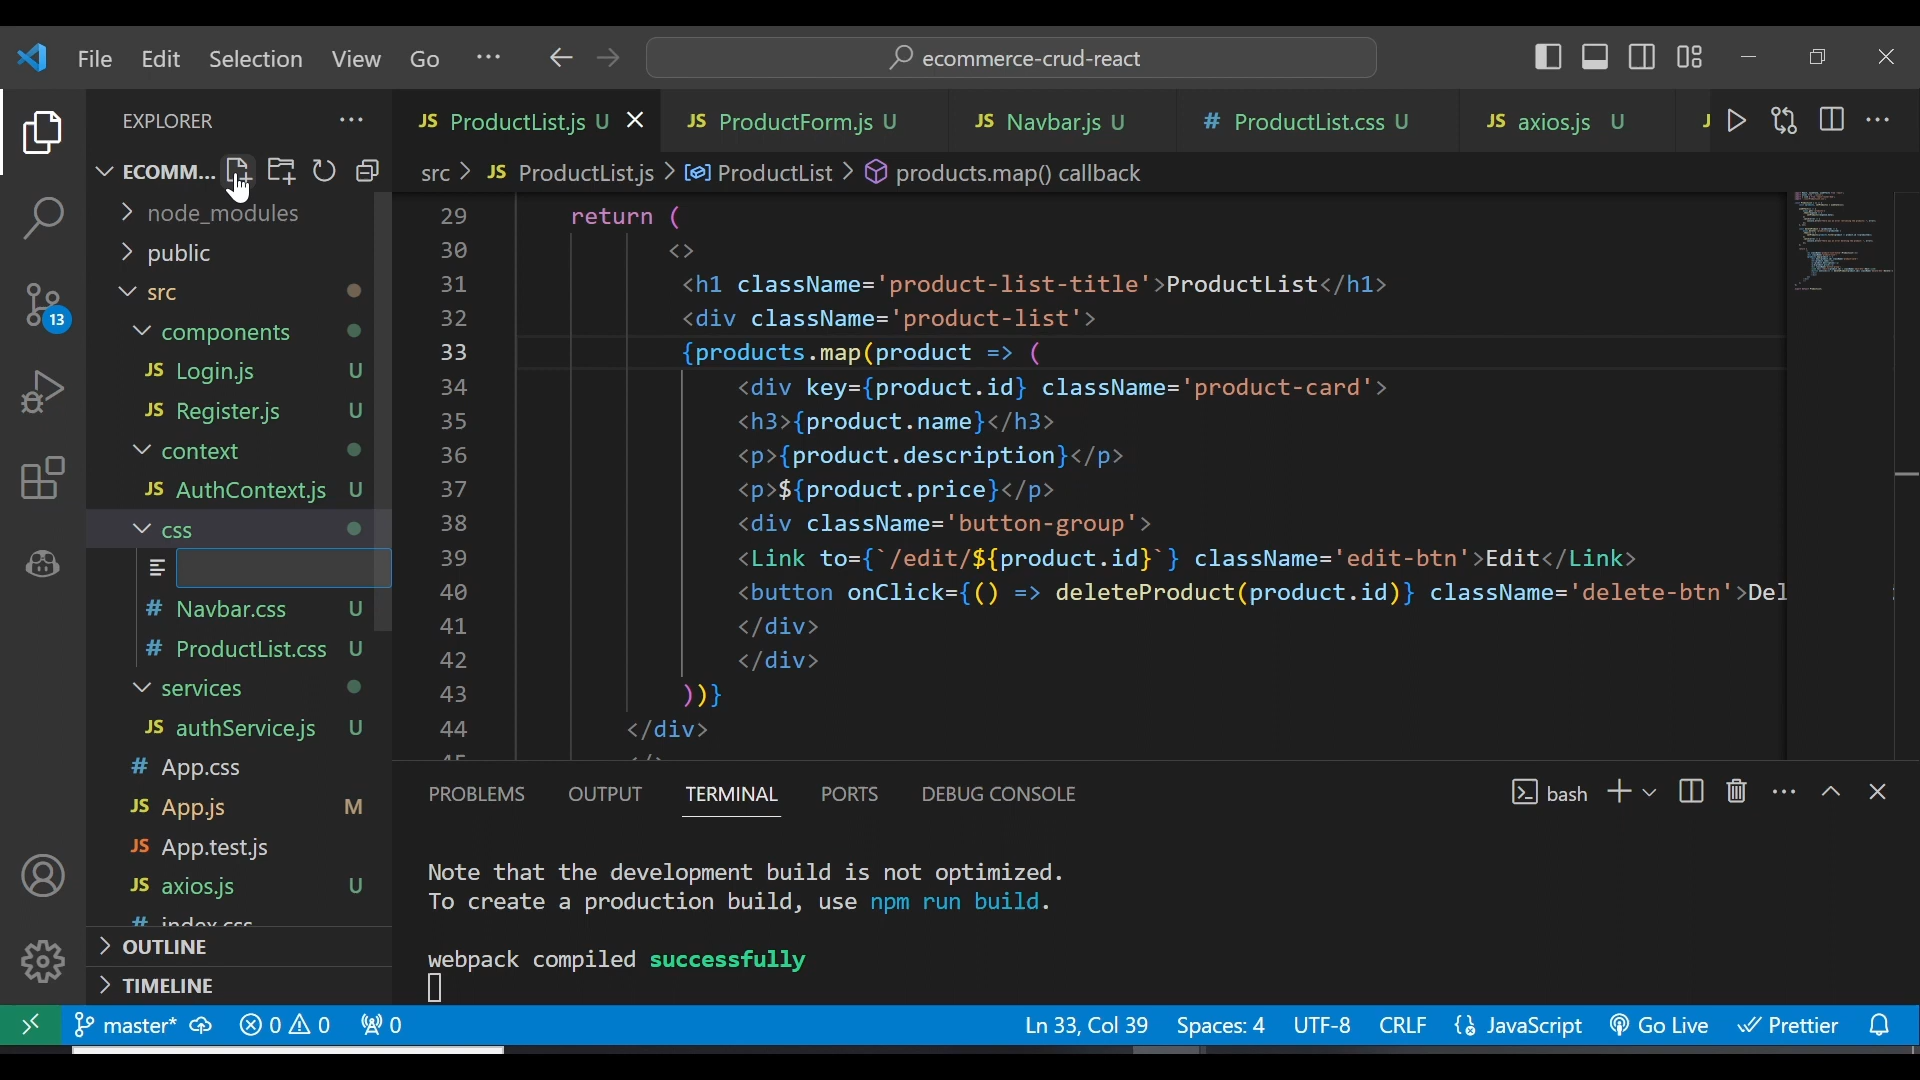 File Edit Selection View Go ··· ecommerce-crud-react
EXPLORER ···
JS ProductList.js U
JS ProductForm.js U
JS Navbar.js U
# ProductList.css U
JS axios.js U
ECOMM...
src > JS ProductList.js > ProductList > products.map() callback
node_modules
public
src
components
JS Login.js U
JS Register.js U
context
JS AuthContext.js U
css
# Navbar.css U
# ProductList.css U
services
JS authService.js U
# App.css
JS App.js M
JS App.test.js
JS axios.js U
# index.css
OUTLINE
TIMELINE
13
29 return (
30 <>
31 <h1 className='product-list-title'>ProductList</h1>
32 <div className='product-list'>
33 {products.map(product => (
34 <div key={product.id} className='product-card'>
35 <h3>{product.name}</h3>
36 <p>{product.description}</p>
37 <p>${product.price}</p>
38 <div className='button-group'>
39 <Link to={`/edit/${product.id}`} className='edit-btn'>Edit</Link>
40 <button onClick={() => deleteProduct(product.id)} className='delete-btn'>Del
41 </div>
42 </div>
43 ))}
44 </div>
45 </>
PROBLEMS OUTPUT TERMINAL PORTS DEBUG CONSOLE
bash
Note that the development build is not optimized.
To create a production build, use npm run build.
webpack compiled successfully
master* 0 0 0 Ln 33, Col 39 Spaces: 4 UTF-8 CRLF {} JavaScript Go Live Prettier